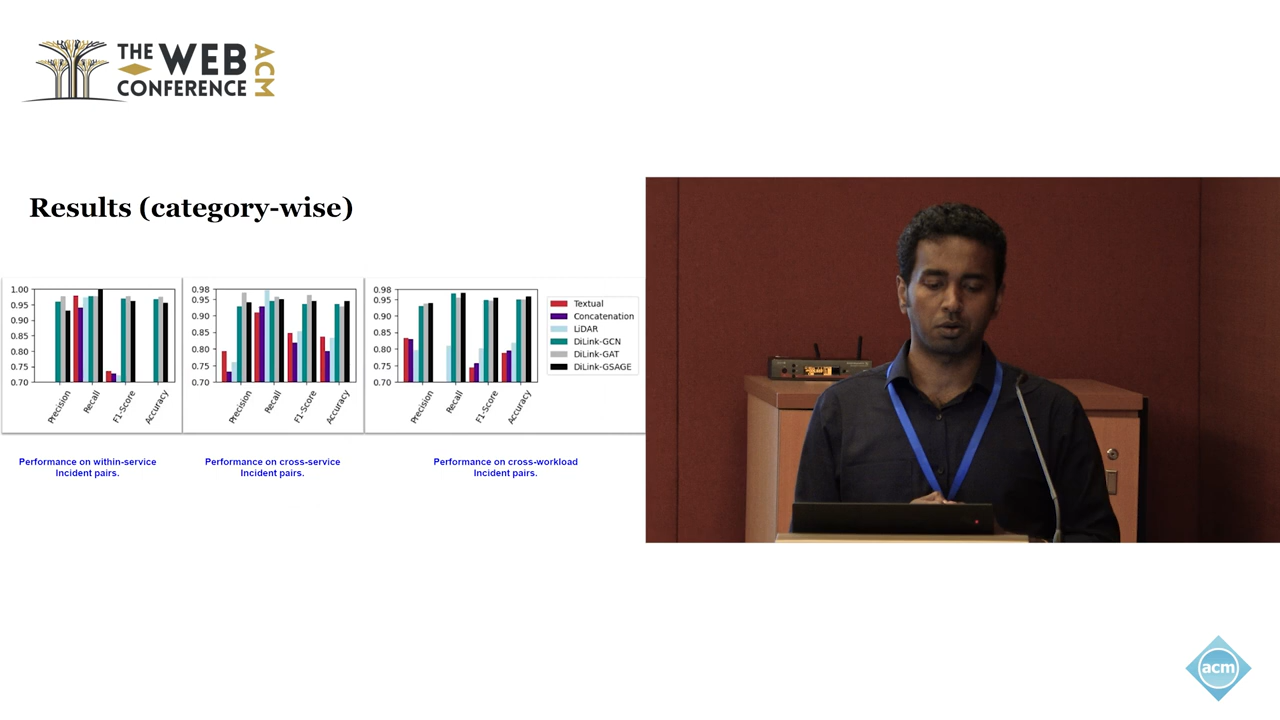 THE WEB
CONFERENCE
ACM
Results (category-wise)
1.00
0.95
0.90
0.85
0.80
0.75
0.70
Precision
Recall
F1-Score
Accuracy
0.98
0.95
0.90
0.85
0.80
0.75
0.70
Precision
Recall
F1-Score
Accuracy
0.98
0.95
0.90
0.85
0.80
0.75
0.70
Precision
Recall
F1-Score
Accuracy
Textual
Concatenation
LiDAR
DiLink-GCN
DiLink-GAT
DiLink-GSAGE
Performance on within-service
Incident pairs.
Performance on cross-service
Incident pairs.
Performance on cross-workload
Incident pairs.
acm